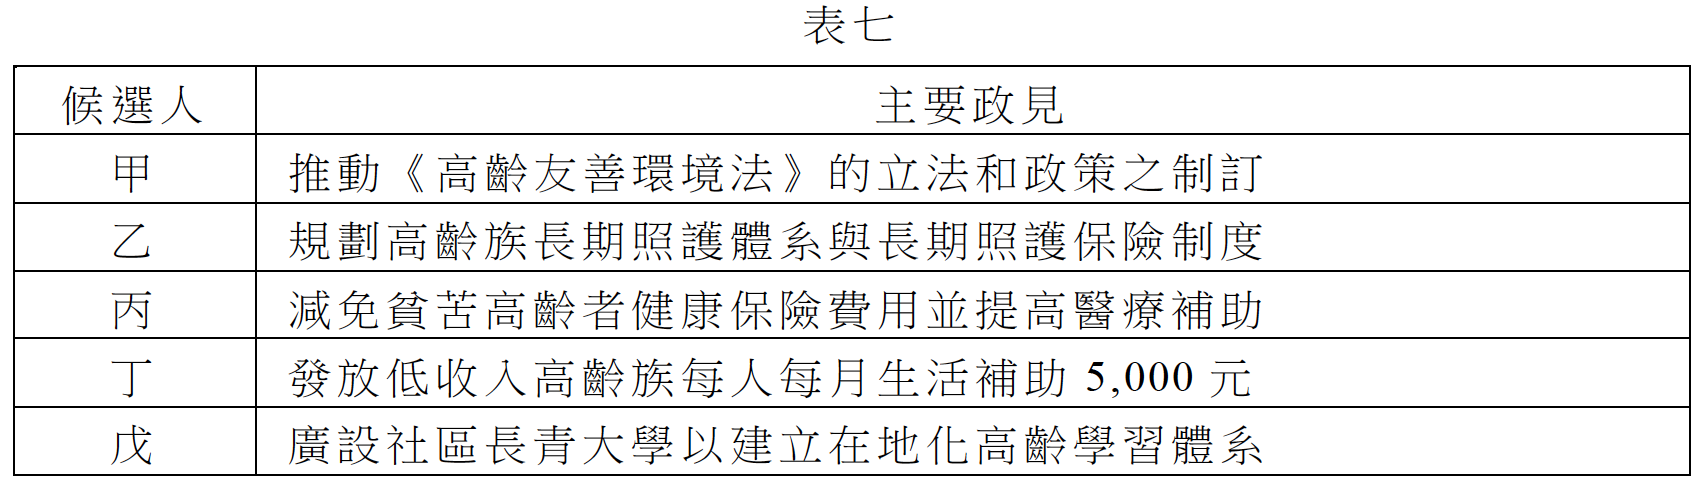 表七
候選人 主要政見
甲 推動《高齡友善環境法》的立法和政策之制訂
乙 規劃高齡族長期照護體系與長期照護保險制度
丙 減免貧苦高齡者健康保險費用並提高醫療補助
丁 發放低收入高齡族每人每月生活補助 5,000 元
戊 廣設社區長青大學以建立在地化高齡學習體系